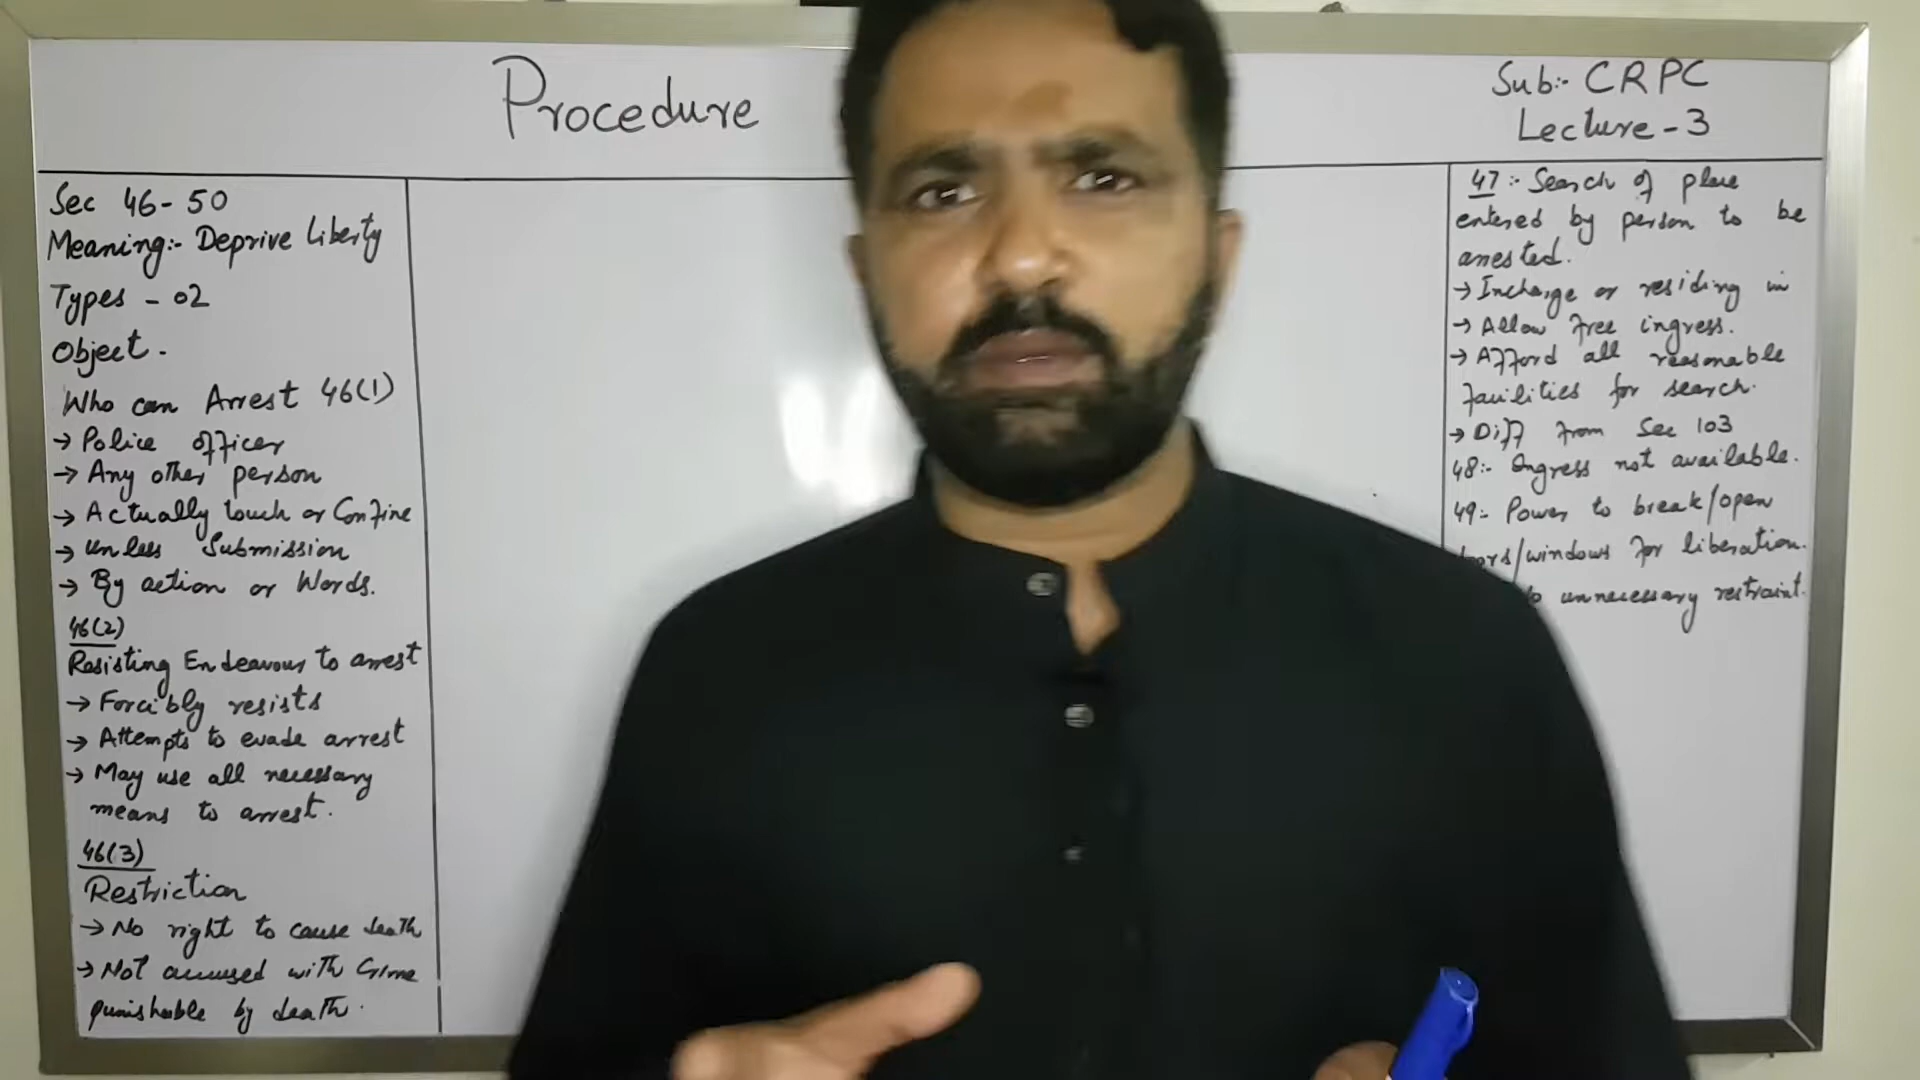 Procedure
Sub:- CRPC
Lecture-3
Sec 46-50
Meaning:- Deprive Liberty
Types - 02
Object.
Who can Arrest 46(1)
→ Police officer
→ Any other person
→ Actually touch or Confine
→ unless Submission
→ By action or Words.
46(2)
Resisting Endeavour to arrest
→ Forcibly resists
→ Attempts to evade arrest
→ May use all necessary
means to arrest.
46(3)
Restriction
→ No right to cause death
→ Not accused with Crime
punishable by death.
47:- Search of place
entered by person to be
arrested.
→ Incharge or residing in
→ Allow free ingress.
→ Afford all reasonable
facilities for search.
→ Diff from Sec 103
48:- Ingress not available.
49:- Power to break/open
/windows for liberation.
unnecessary restraint.